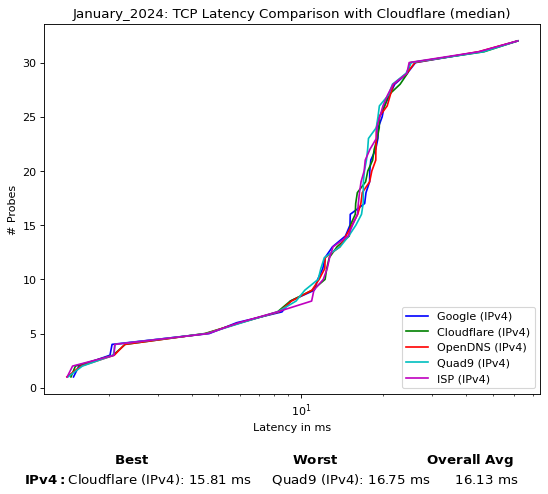 January_2024: TCP Latency Comparison with Cloudflare (median)
# Probes
30
25
20
15
10
5
0
Google (IPv4)
Cloudflare (IPv4)
OpenDNS (IPv4)
Quad9 (IPv4)
ISP (IPv4)
10^1
Latency in ms
Best Worst Overall Avg
IPv4: Cloudflare (IPv4): 15.81 ms Quad9 (IPv4): 16.75 ms 16.13 ms